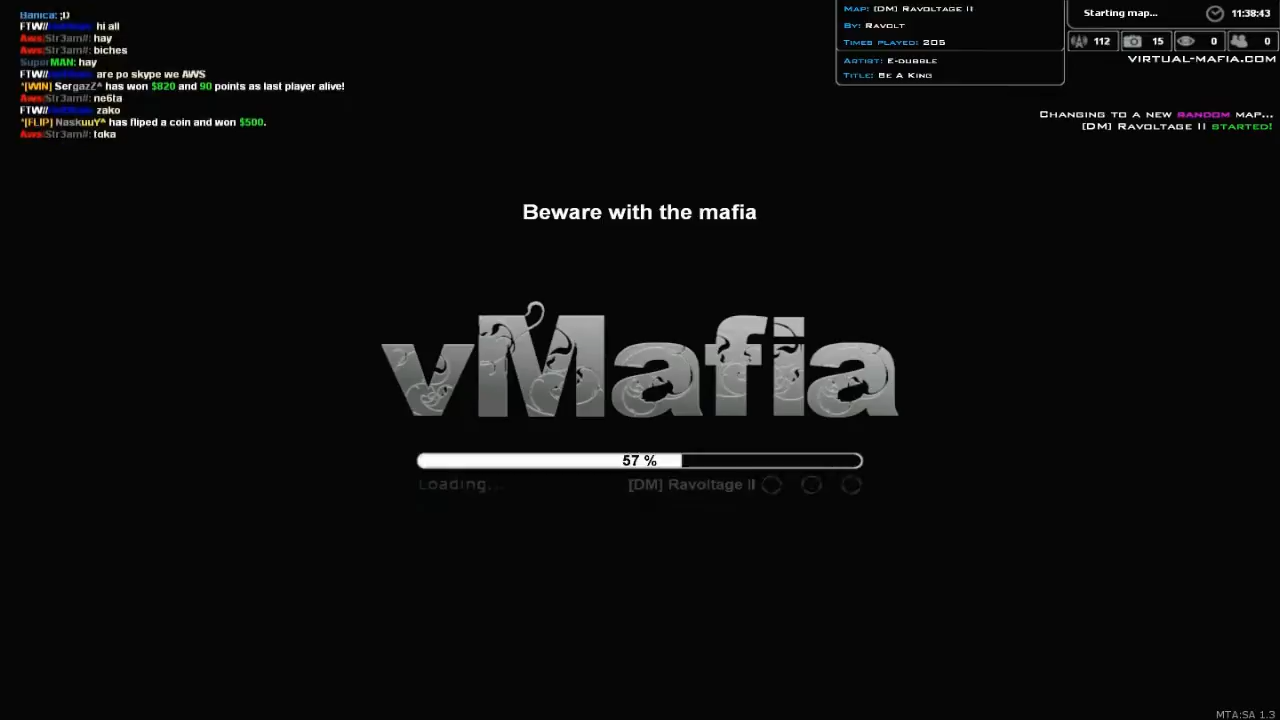 Banica: ;D
FTW// hi all
Aws|Str3am#: hay
Aws|Str3am#: biches
SuperMAN: hay
FTW// are po skype we AWS
*[WIN] SergazZ^ has won $820 and 90 points as last player alive!
Aws|Str3am#: ne6ta
FTW// zako
*[FLIP] NaskuuY^ has fliped a coin and won $500.
Aws|Str3am#: toka
Map: [DM] Ravoltage II
By: Ravolt
Times played: 205
Artist: E-dubble
Title: Be A King
Starting map...
11:38:43
112 15 0 0
virtual-mafia.com
Changing to a new random map...
[DM] Ravoltage II started!
Beware with the mafia
vMafia
57 %
Loading...
[DM] Ravoltage II
MTA:SA 1.3